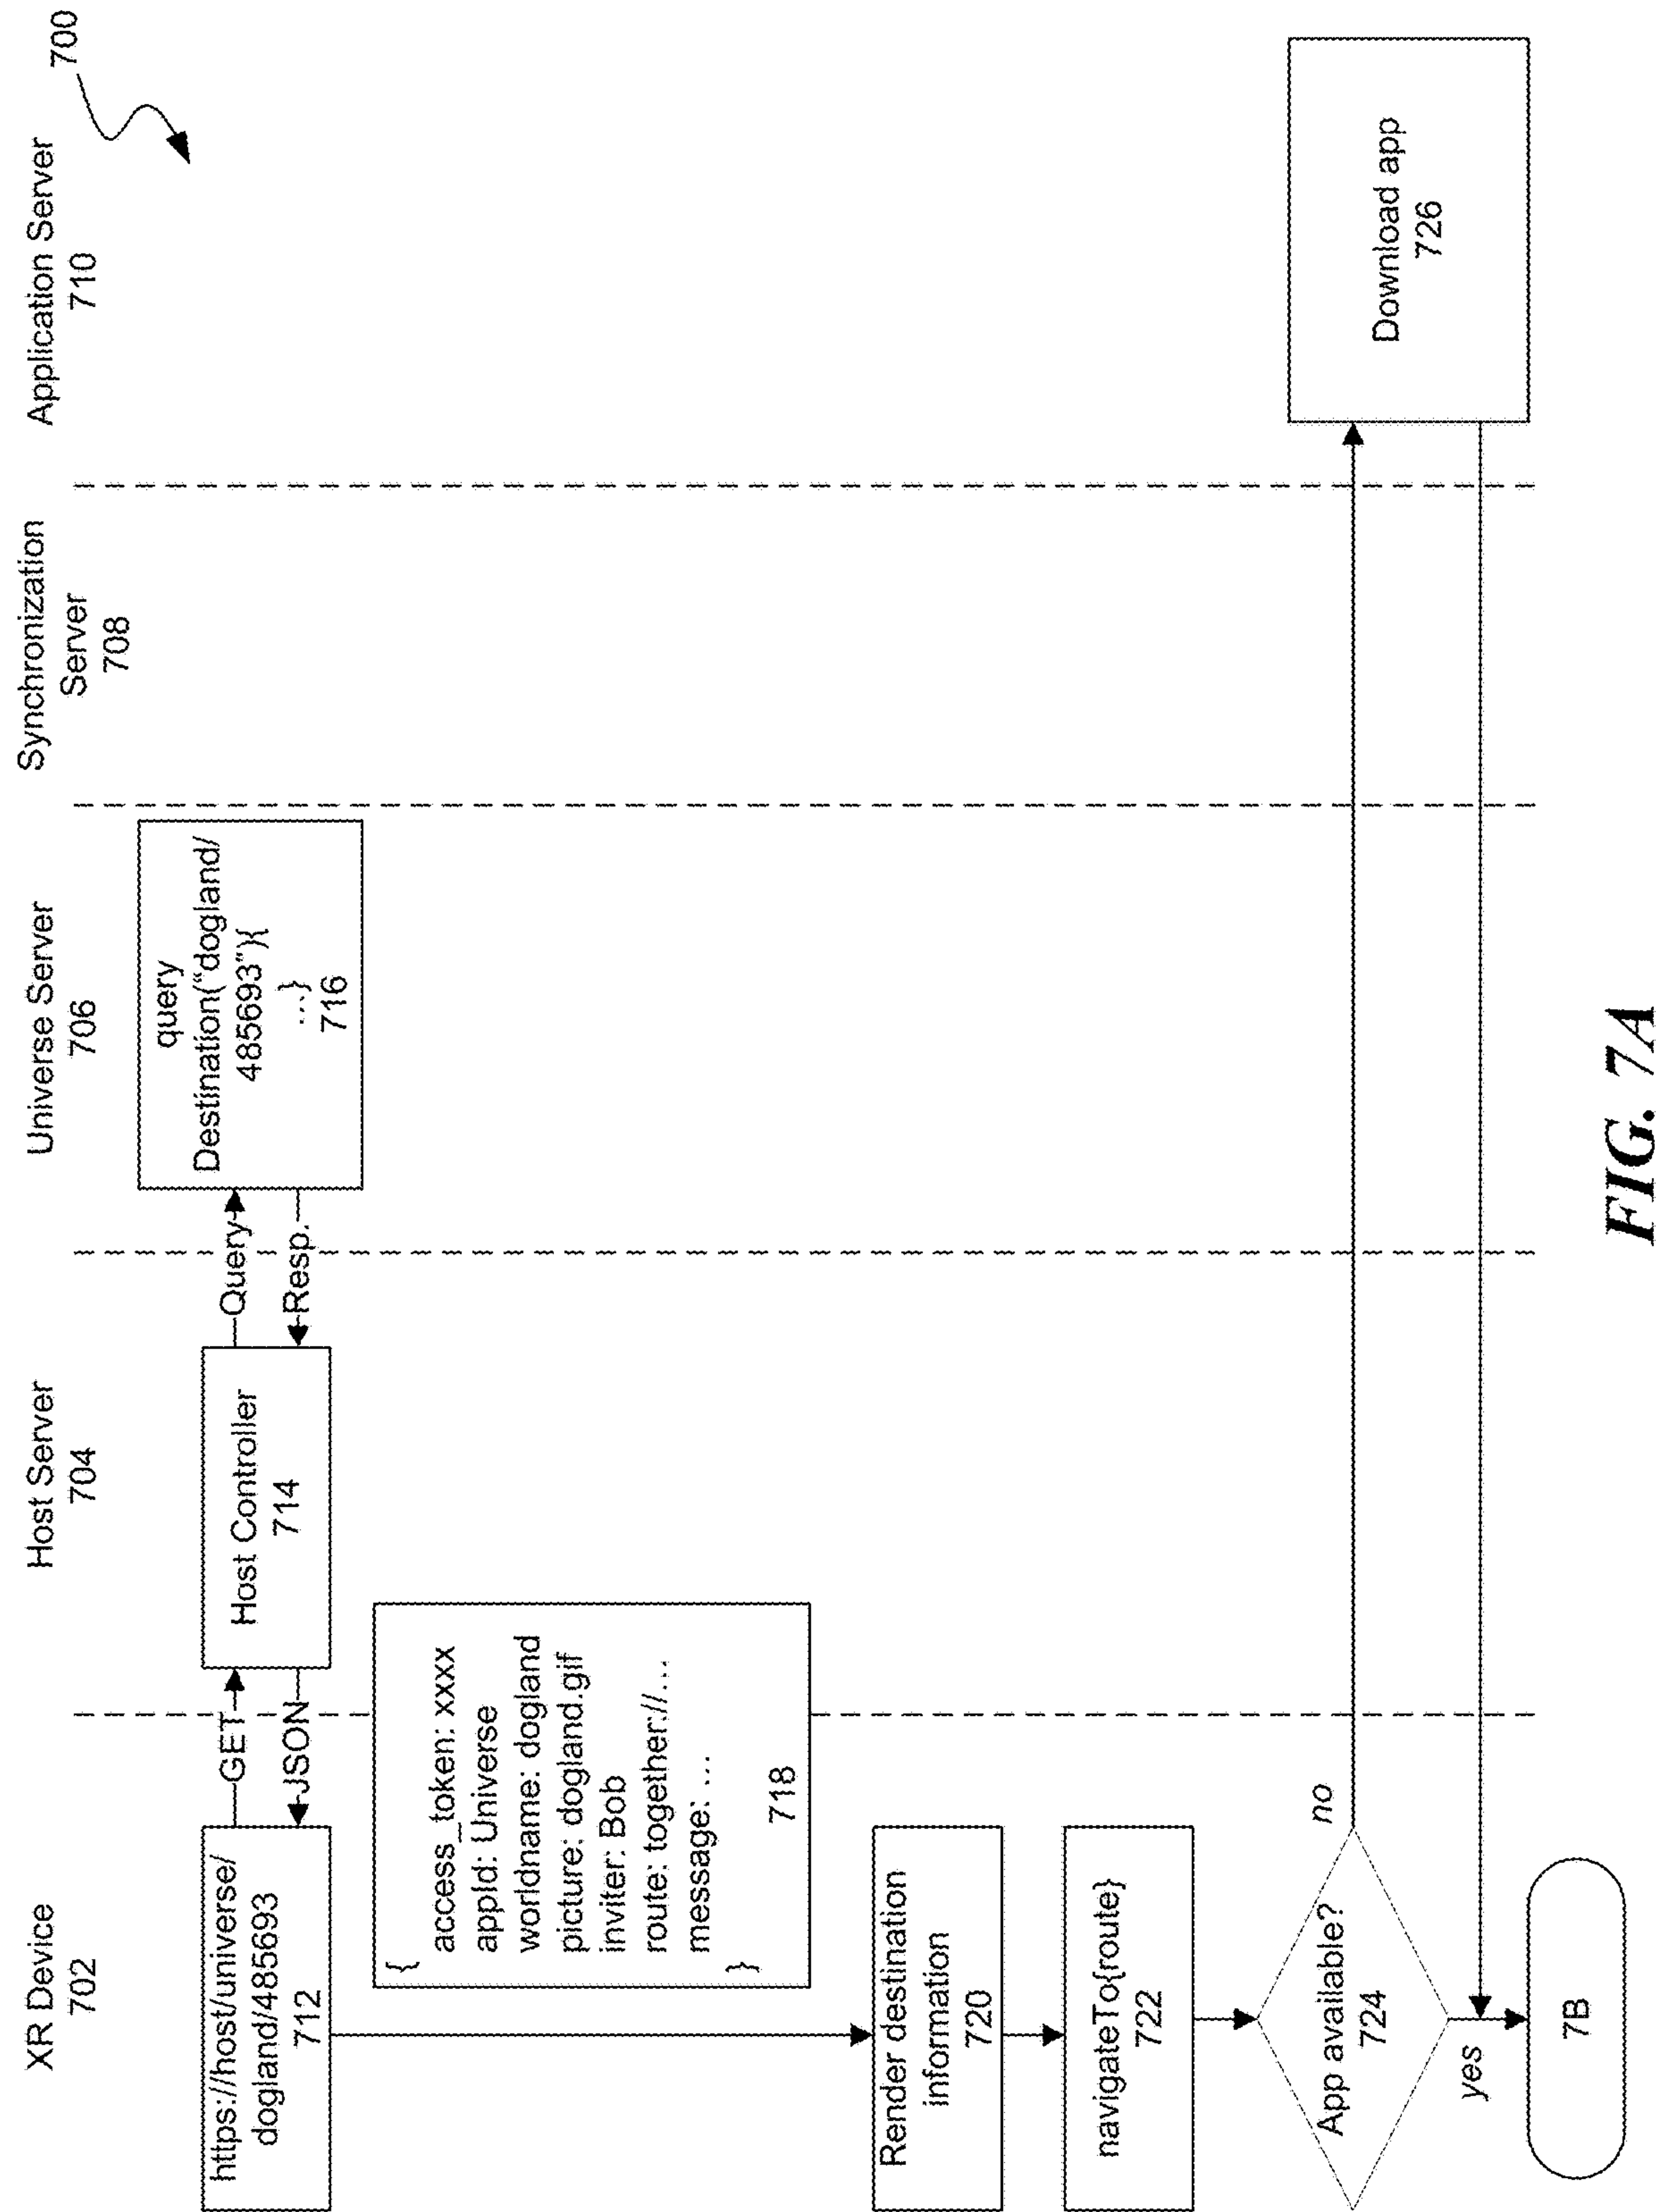 700
XR Device
702
Host Server
704
Universe Server
706
Synchronization
Server
708
Application Server
710
https://host/universe/
dogland/485693
712
GET
JSON
Host Controller
714
Query
Resp.
query
Destination(“dogland/
485693”){
…}
716
{
access_token: xxxx
appId: Universe
worldname: dogland
picture: dogland.gif
inviter: Bob
route: together://…
message: …
}
718
Render destination
information
720
navigateTo{route}
722
App available?
724
no
yes
Download app
726
7B
FIG. 7A